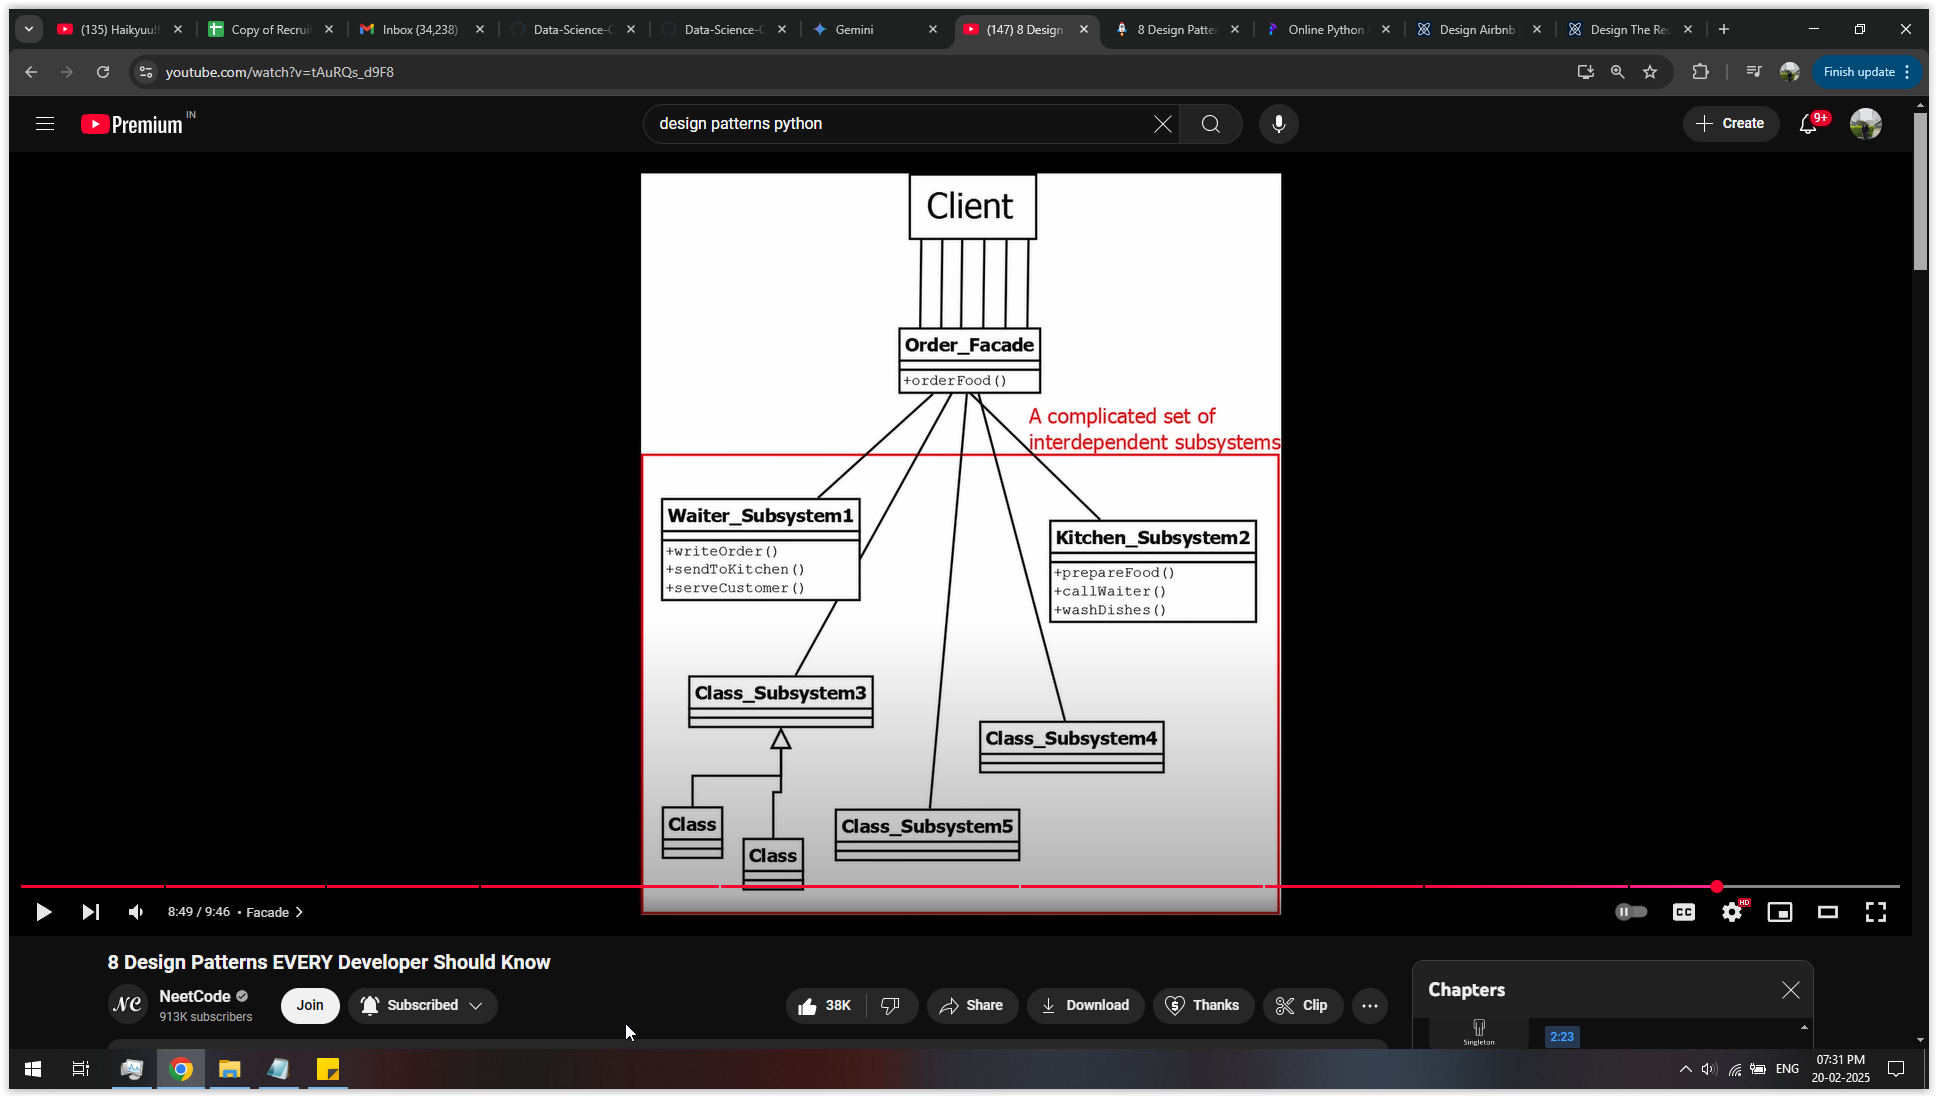 (135) Haikyuu!!
Copy of Recruit
Inbox (34,238)
Data-Science-C
Data-Science-C
Gemini
(147) 8 Design
8 Design Patter
Online Python
Design Airbnb
Design The Rec
youtube.com/watch?v=tAuRQs_d9F8
Finish update
Premium IN
design patterns python
Create
9+
Client
Order_Facade
+orderFood()
A complicated set of
interdependent subsystems
Waiter_Subsystem1
+writeOrder()
+sendToKitchen()
+serveCustomer()
Kitchen_Subsystem2
+prepareFood()
+callWaiter()
+washDishes()
Class_Subsystem3
Class_Subsystem4
Class
Class_Subsystem5
Class
8:49 / 9:46 • Facade
CC
HD
8 Design Patterns EVERY Developer Should Know
NC
NeetCode
913K subscribers
Join
Subscribed
38K
Share
Download
Thanks
Clip
Chapters
Singleton
2:23
ENG
07:31 PM
20-02-2025